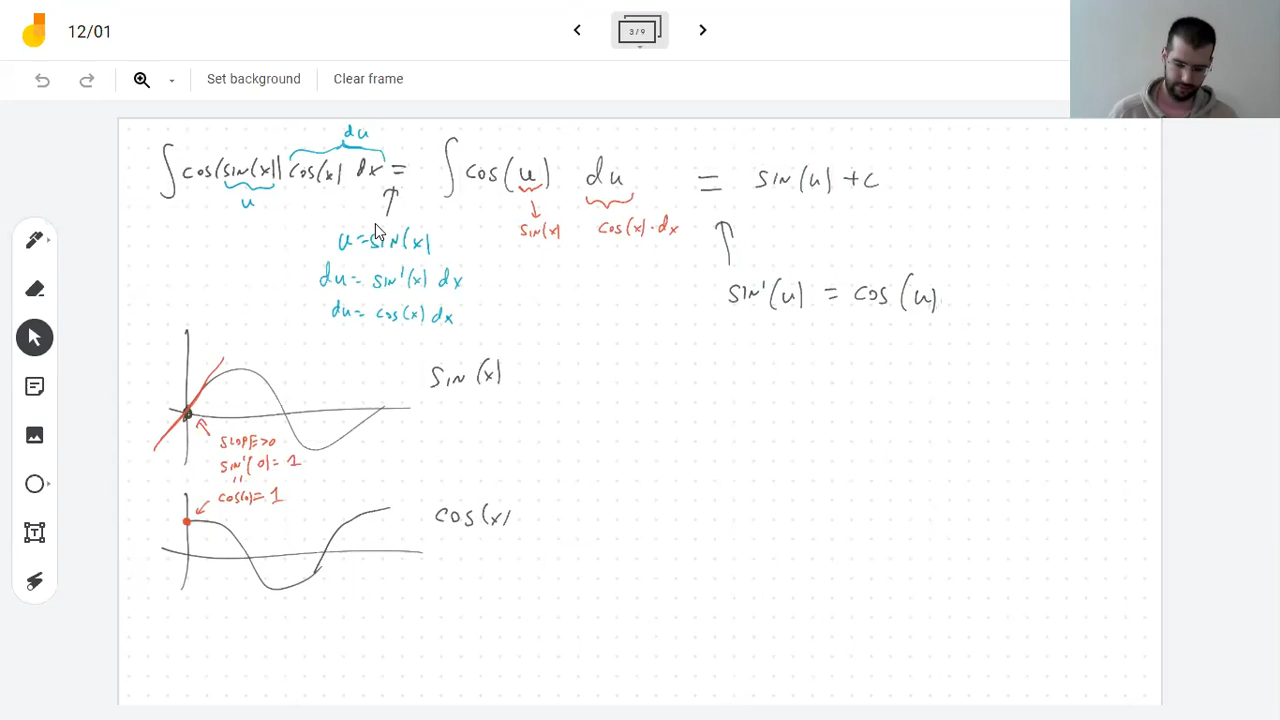 12/01
3 / 9
Set background
Clear frame
du
∫ cos(sin(x)) cos(x) dx = ∫ cos(u) du = sin(u) + c
u
sin(x)
cos(x)·dx
u = sin(x)
du = sin'(x) dx
du = cos(x) dx
sin'(u) = cos(u)
sin(x)
SLOPE>0
sin'(0) = 1
=
cos(0) = 1
cos(x)
T